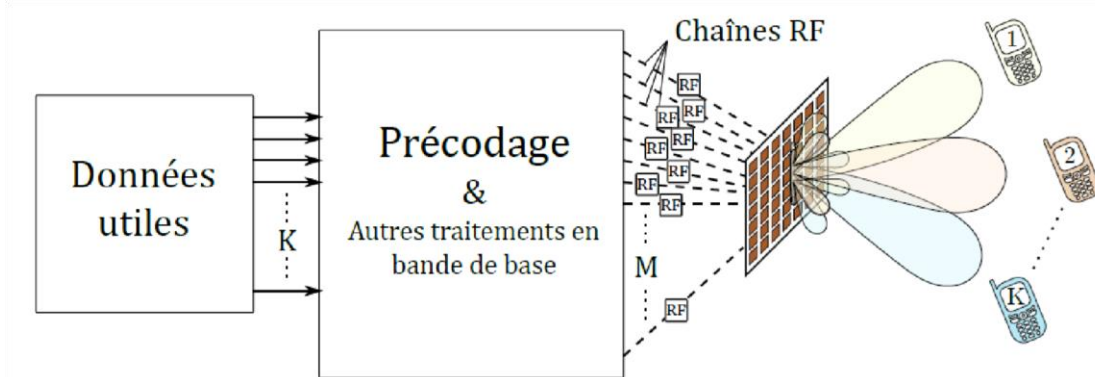 Données
utiles
K
Précodage
&
Autres traitements en
bande de base
Chaînes RF
RF
RF
RF
RF
RF
RF
RF
RF
M
RF
1
2
K